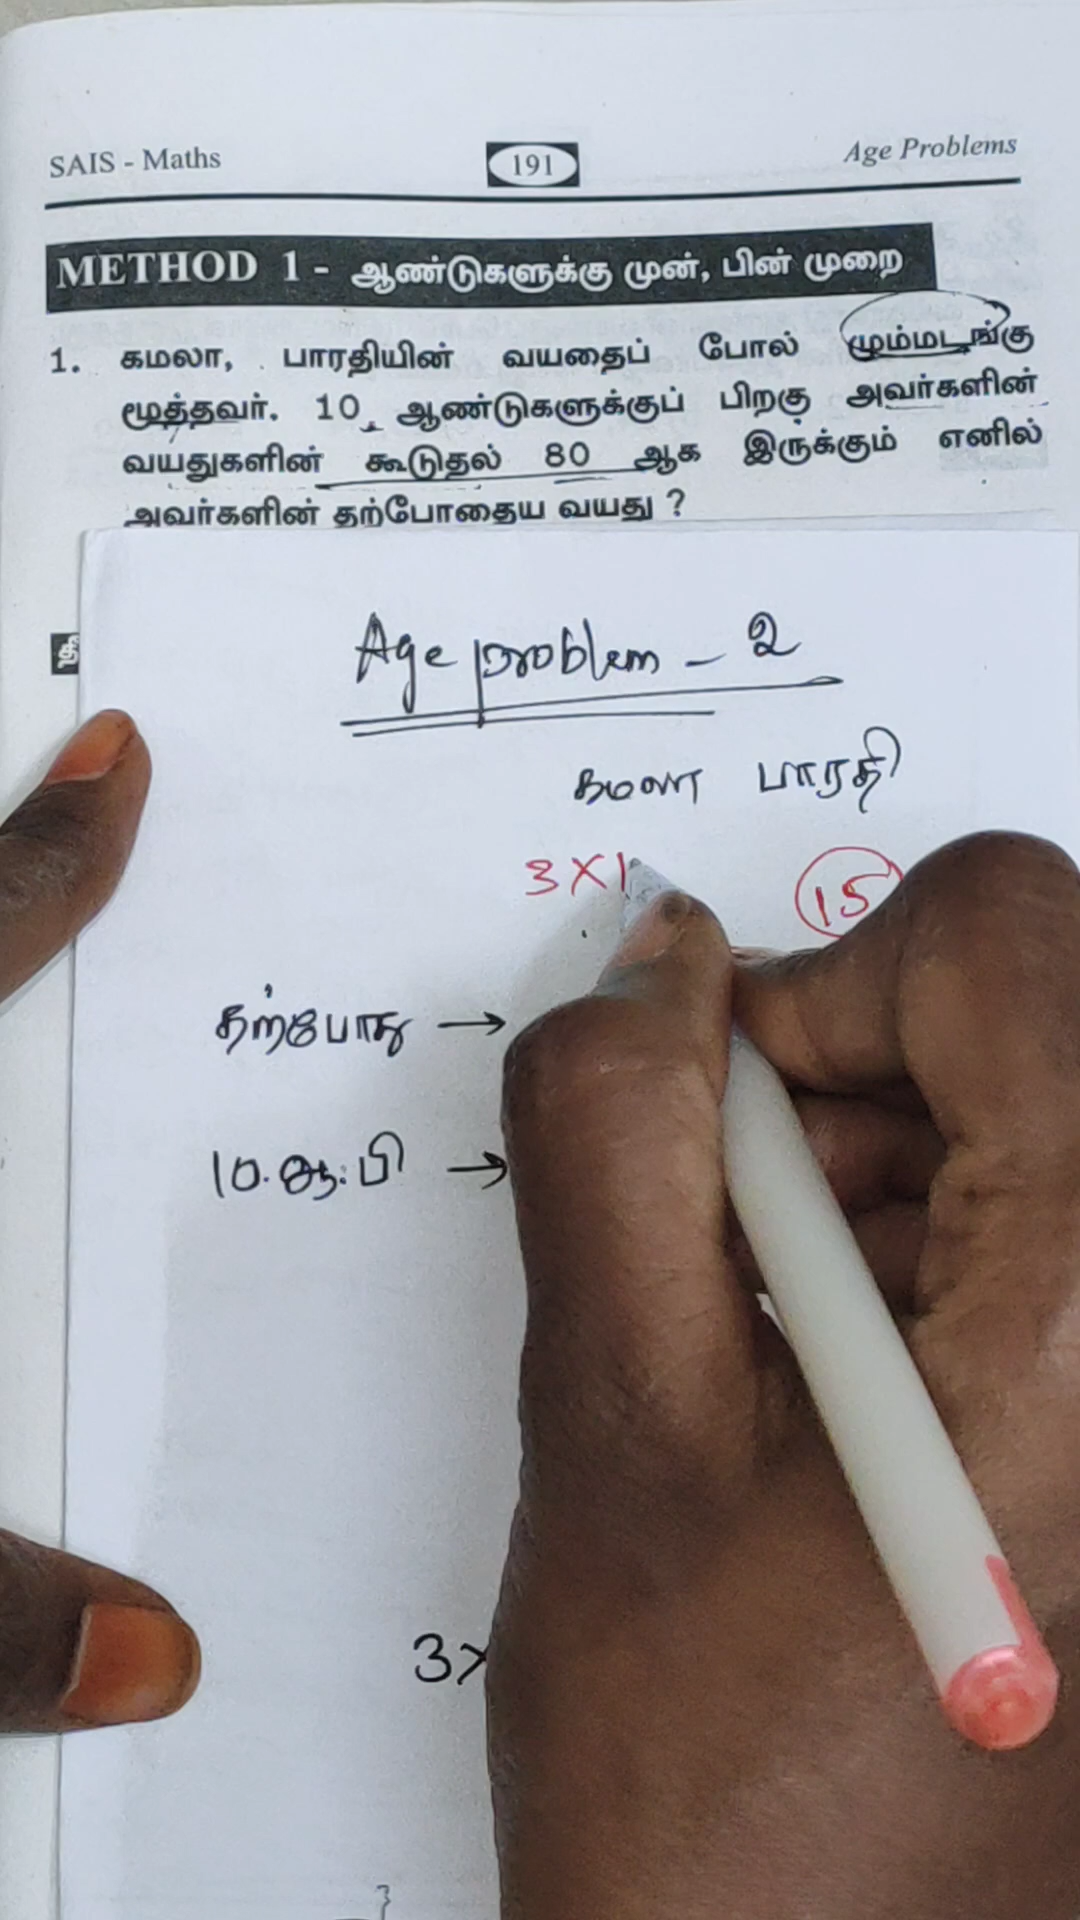 SAIS - Maths 191 Age Problems
METHOD 1 - ஆண்டுகளுக்கு முன், பின் முறை
1. கமலா, பாரதியின் வயதைப் போல் மும்மடங்கு
மூத்தவர். 10 ஆண்டுகளுக்குப் பிறகு அவர்களின்
வயதுகளின் கூடுதல் 80 ஆக இருக்கும் எனில்
அவர்களின் தற்போதைய வயது ?
தீ
Age problem - 2
கமலா பாரதி
3 X 1 15
தற்போது →
10. ஆ. பி →
3x